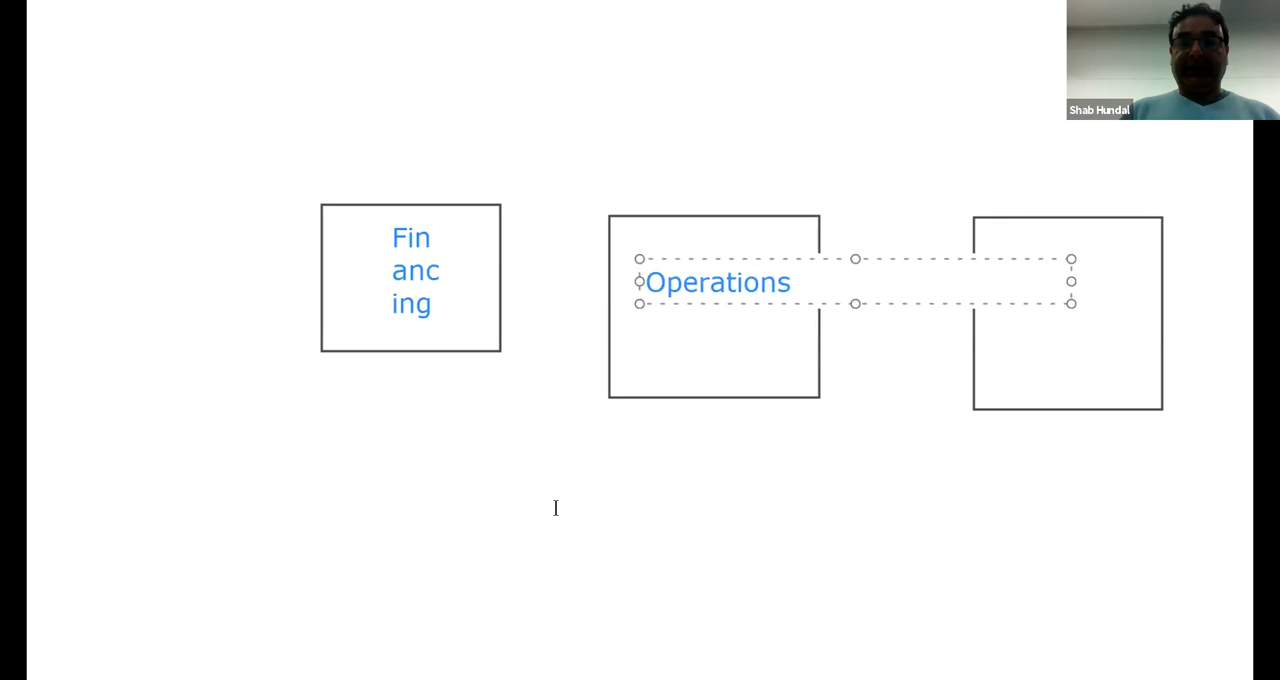 Shab Hundal
Fin
anc
ing
Operations